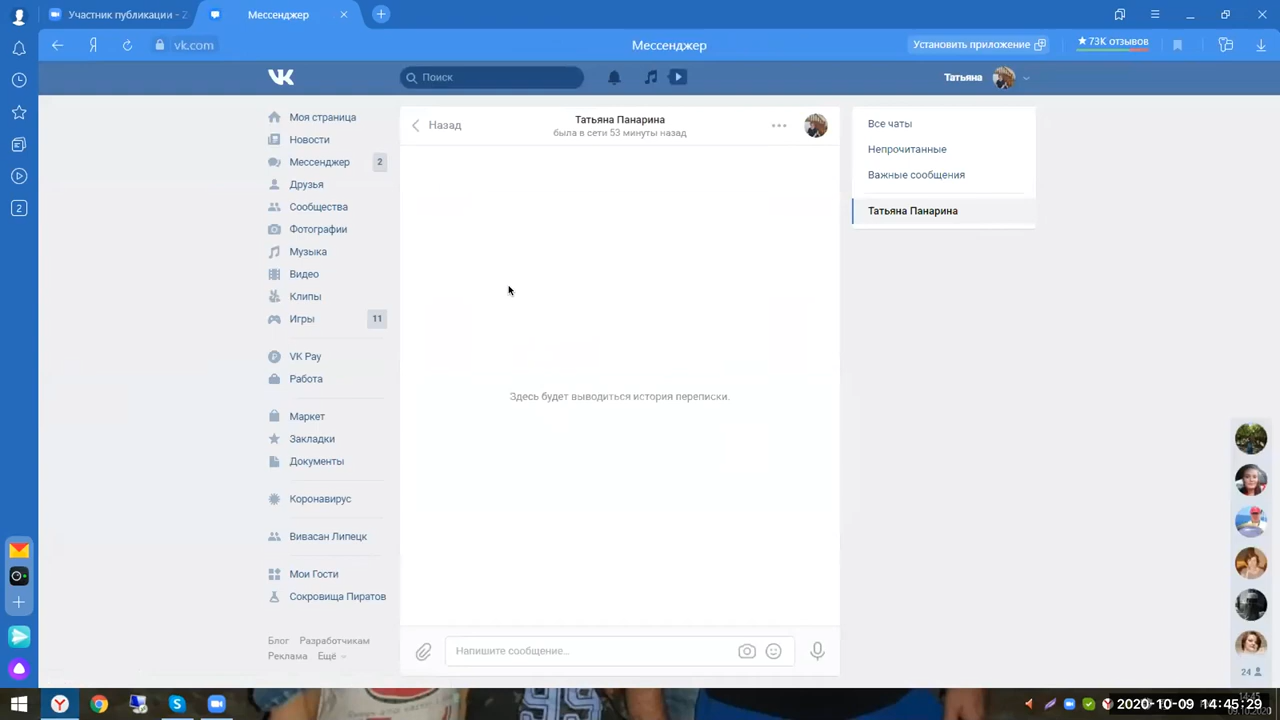 Участник публикации - Z
Мессенджер
vk.com
Мессенджер
Установить приложение
★ 73K отзывов
Поиск
Татьяна
Моя страница
Новости
Мессенджер 2
Друзья
Сообщества
Фотографии
Музыка
Видео
Клипы
Игры 11
VK Pay
Работа
Маркет
Закладки
Документы
Коронавирус
Вивасан Липецк
Мои Гости
Сокровища Пиратов
Блог Разработчикам
Реклама Ещё
Назад
Татьяна Панарина
была в сети 53 минуты назад
Здесь будет выводиться история переписки.
Напишите сообщение...
Все чаты
Непрочитанные
Важные сообщения
Татьяна Панарина
24
2020-10-09 14:45:29